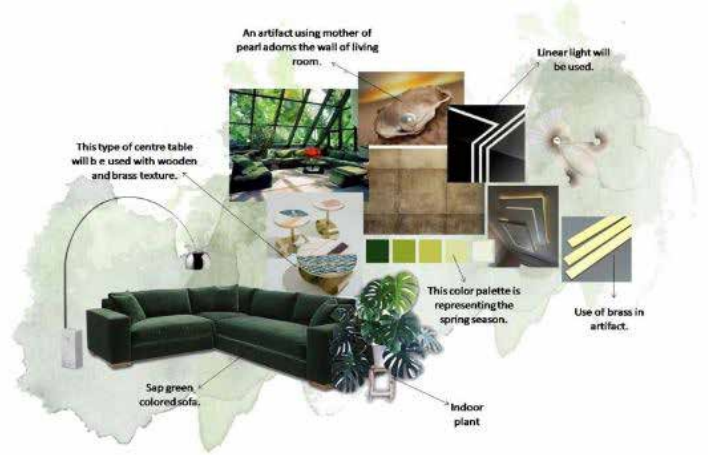 An artifact using mother of
pearl adorns the wall of living
room.
Linear light will
be used.
This type of centre table
will b e used with wooden
and brass texture.
This color palette is
representing the
spring season.
Use of brass in
artifact.
Sap green
colored sofa.
Indoor
plant